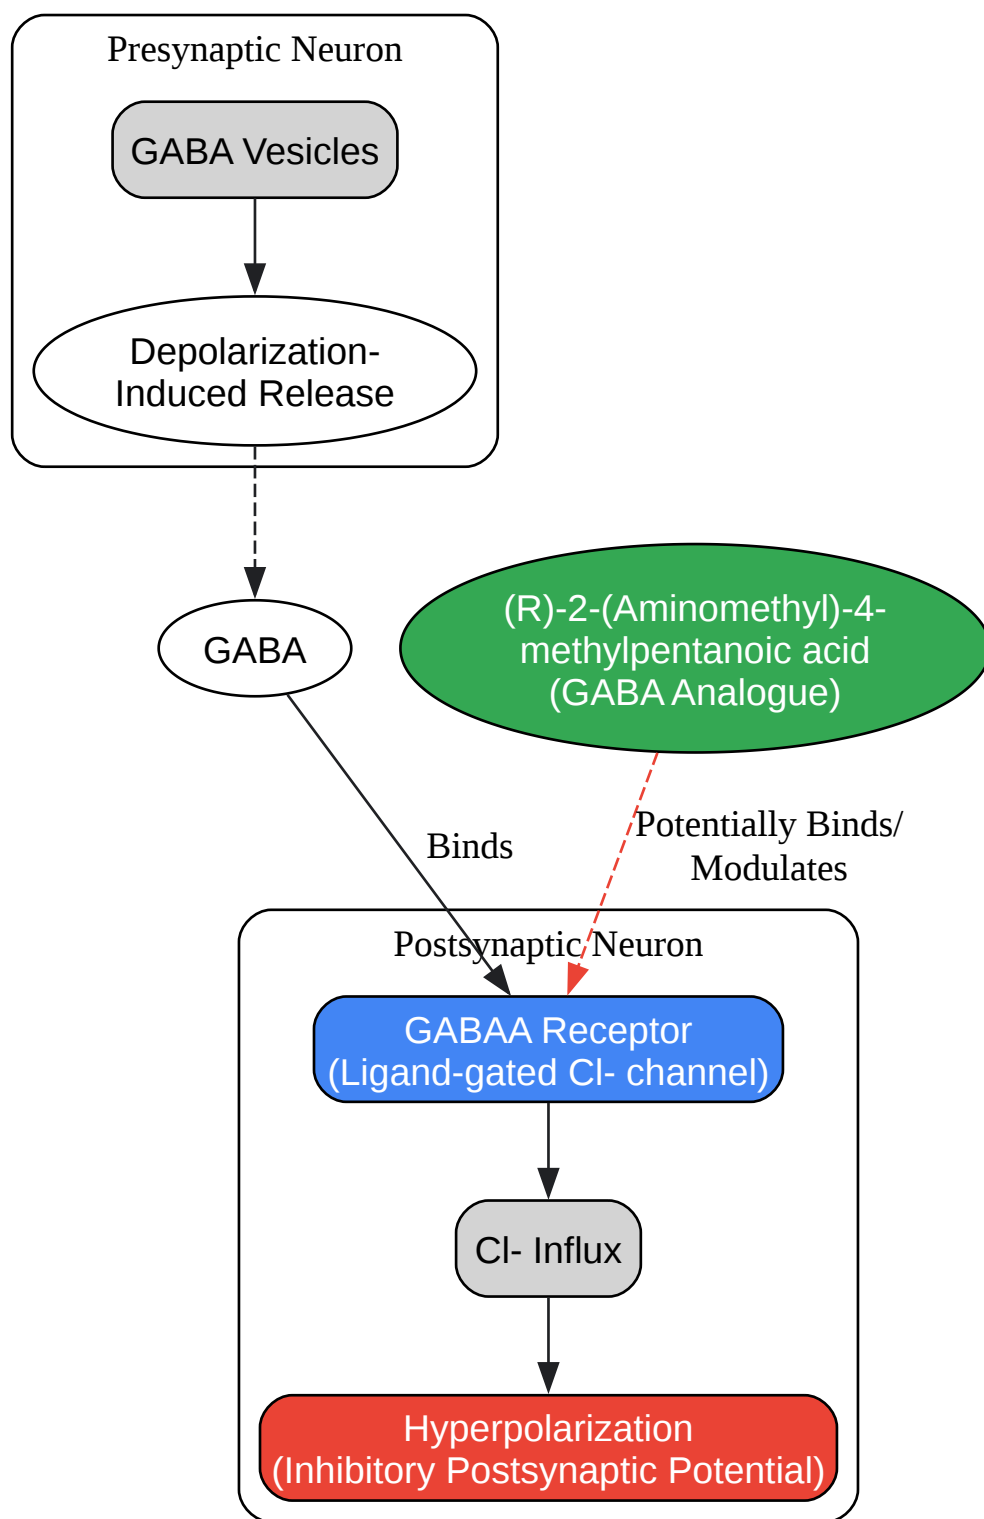 Presynaptic Neuron
GABA Vesicles
Depolarization-
Induced Release
GABA
(R)-2-(Aminomethyl)-4-
methylpentanoic acid
(GABA Analogue)
Binds
Potentially Binds/
Modulates
Postsynaptic Neuron
GABAA Receptor
(Ligand-gated Cl- channel)
Cl- Influx
Hyperpolarization
(Inhibitory Postsynaptic Potential)